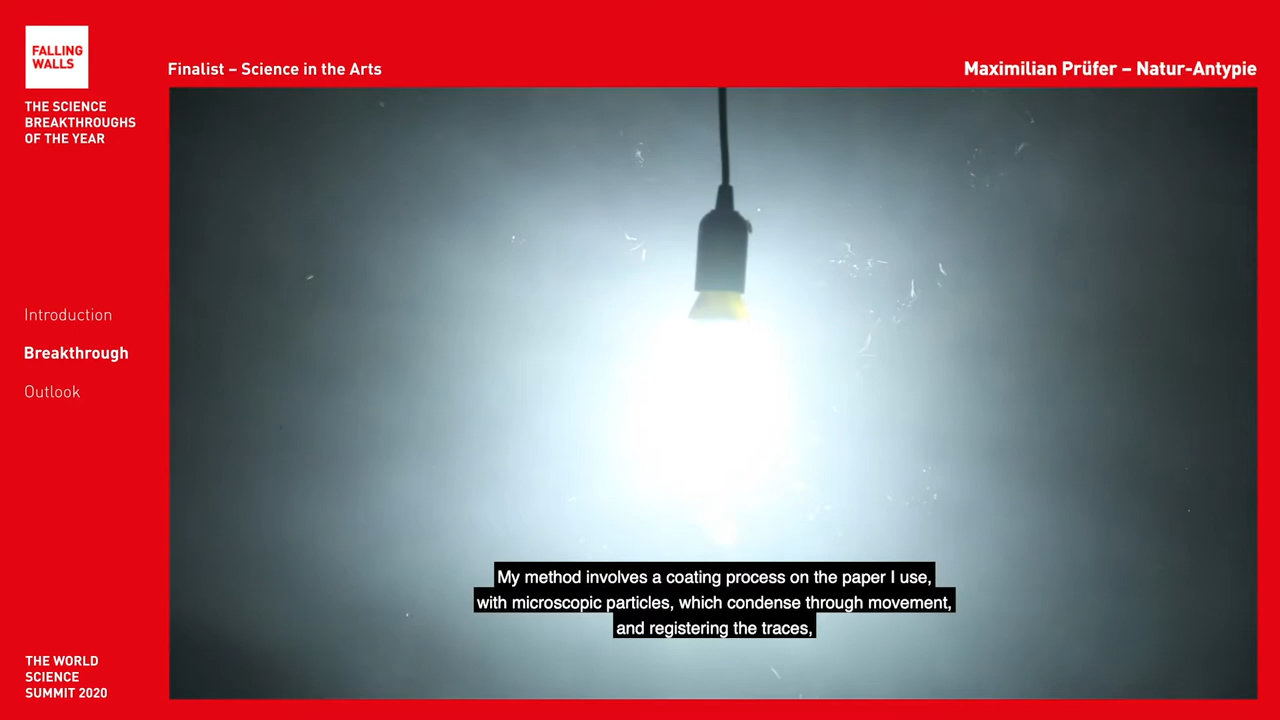 FALLING
WALLS
THE SCIENCE
BREAKTHROUGHS
OF THE YEAR
Finalist – Science in the Arts
Maximilian Prüfer – Natur-Antypie
Introduction
Breakthrough
Outlook
My method involves a coating process on the paper I use,
with microscopic particles, which condense through movement,
and registering the traces,
THE WORLD
SCIENCE
SUMMIT 2020